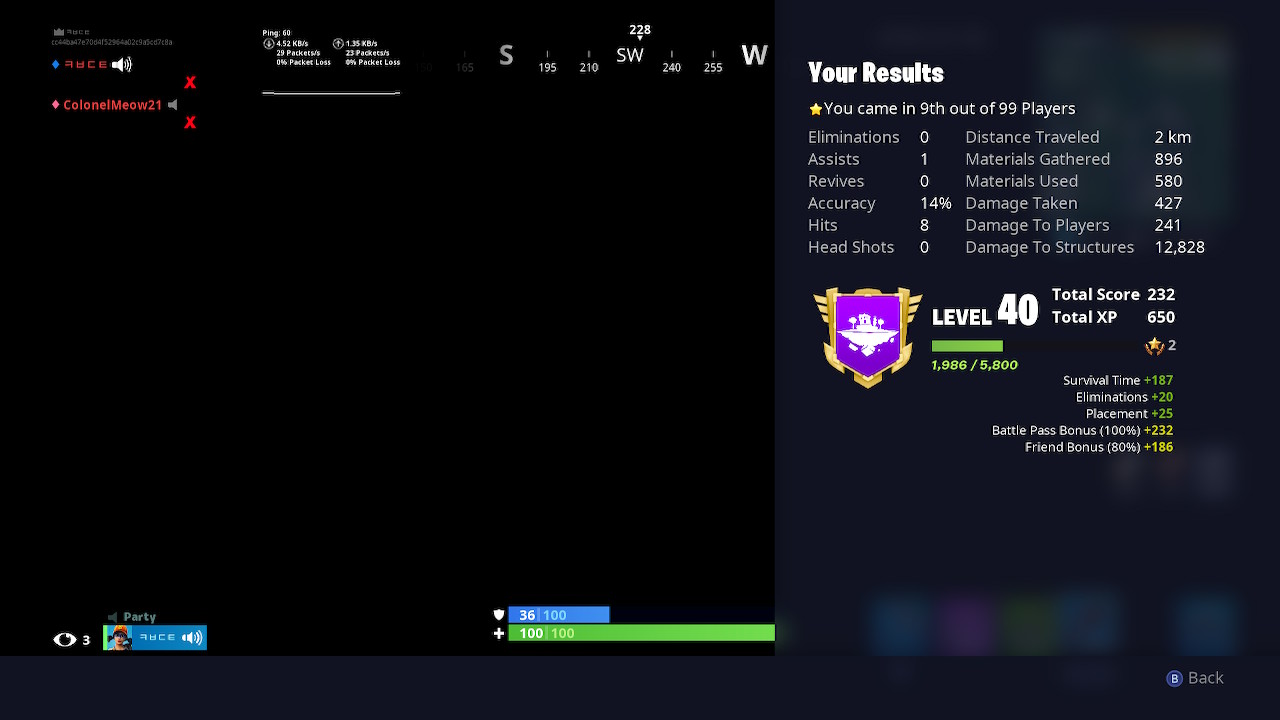 ㅋㅂㄷㄷ
cc44ba47e70d4f52964a02c9a5cd7c8a
ㅋㅂㄷㄷ
X
ColonelMeow21
X
Ping: 60
4.52 KB/s 1.35 KB/s
29 Packets/s 23 Packets/s
0% Packet Loss 0% Packet Loss
228
150 165 S 195 210 SW 240 255 W
Your Results
You came in 9th out of 99 Players
Eliminations 0 Distance Traveled 2 km
Assists 1 Materials Gathered 896
Revives 0 Materials Used 580
Accuracy 14% Damage Taken 427
Hits 8 Damage To Players 241
Head Shots 0 Damage To Structures 12,828
LEVEL 40
Total Score 232
Total XP 650
2
1,986 / 5,800
Survival Time +187
Eliminations +20
Placement +25
Battle Pass Bonus (100%) +232
Friend Bonus (80%) +186
Party
3
36 | 100
100 | 100
B Back